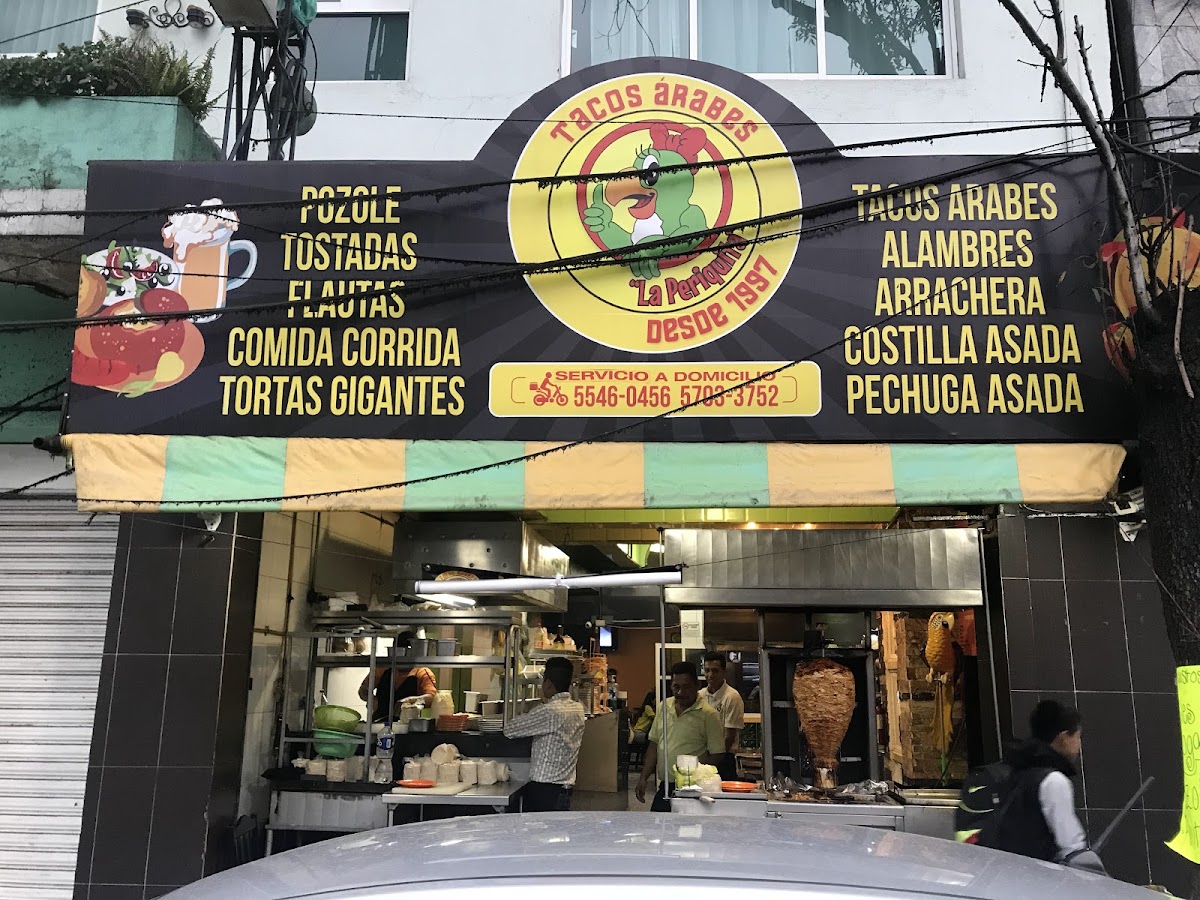 POZOLE
TOSTADAS
FLAUTAS
COMIDA CORRIDA
TORTAS GIGANTES
TACOS áRABES
"LA PERIQUITA"
DESDE 1997
SERVICIO A DOMICILIO
5546-0456 5703-3752
TACOS ARABES
ALAMBRES
ARRACHERA
COSTILLA ASADA
PECHUGA ASADA